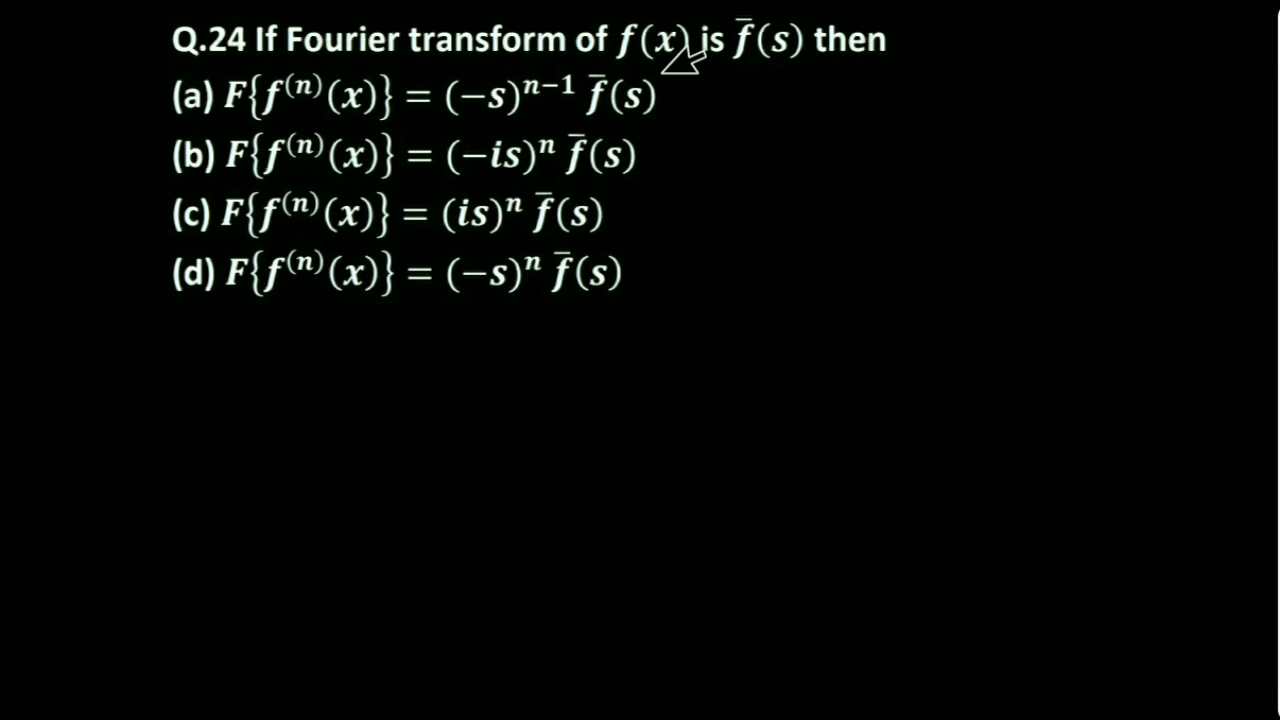 Q.24 If Fourier transform of f(x) is f̄(s) then
(a) F{f⁽ⁿ⁾(x)} = (−s)ⁿ⁻¹ f̄(s)
(b) F{f⁽ⁿ⁾(x)} = (−is)ⁿ f̄(s)
(c) F{f⁽ⁿ⁾(x)} = (is)ⁿ f̄(s)
(d) F{f⁽ⁿ⁾(x)} = (−s)ⁿ f̄(s)